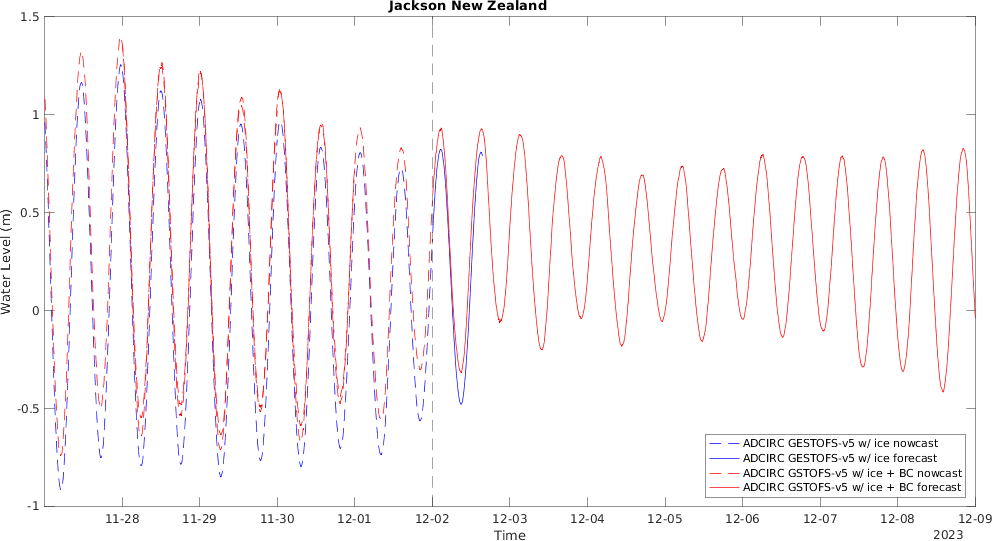 Jackson New Zealand
1.5
1
0.5
0
-0.5
-1
Water Level (m)
11-28 11-29 11-30 12-01 12-02 12-03 12-04 12-05 12-06 12-07 12-08 12-09
Time
2023
ADCIRC GESTOFS-v5 w/ ice nowcast
ADCIRC GESTOFS-v5 w/ ice forecast
ADCIRC GSTOFS-v5 w/ ice + BC nowcast
ADCIRC GSTOFS-v5 w/ ice + BC forecast